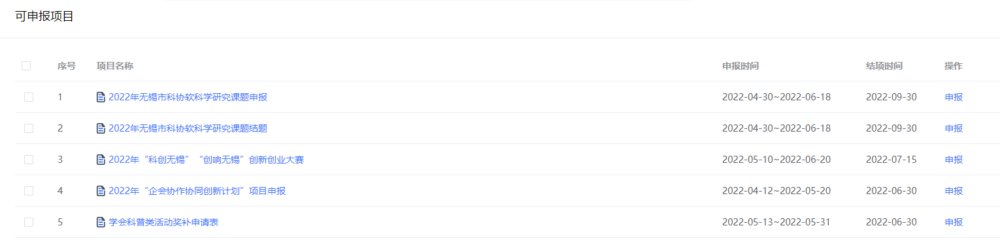 可申报项目
序号 项目名称 申报时间 结项时间 操作
1 2022年无锡市科协软科学研究课题申报 2022-04-30~2022-06-18 2022-09-30 申报
2 2022年无锡市科协软科学研究课题结题 2022-04-30~2022-06-18 2022-09-30 申报
3 2022年“科创无锡”“创响无锡”创新创业大赛 2022-05-10~2022-06-20 2022-07-15 申报
4 2022年“企会协作协同创新计划”项目申报 2022-04-12~2022-05-20 2022-06-30 申报
5 学会科普类活动奖补申请表 2022-05-13~2022-05-31 2022-06-30 申报